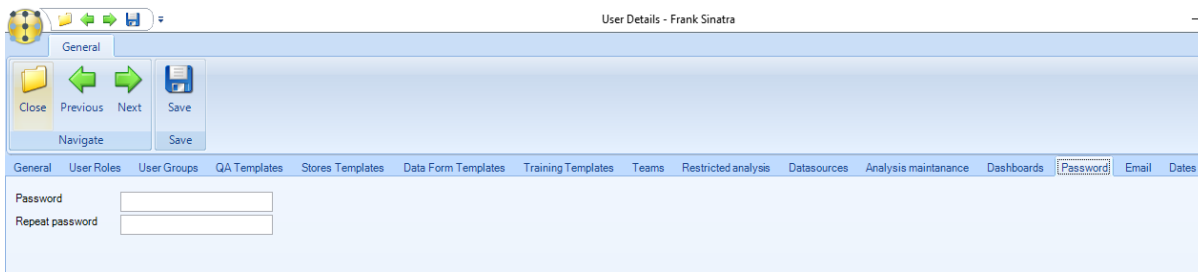 User Details - Frank Sinatra
General
Close Previous Next Save
Navigate Save
General User Roles User Groups QA Templates Stores Templates Data Form Templates Training Templates Teams Restricted analysis Datasources Analysis maintanance Dashboards Password Email Dates
Password
Repeat password